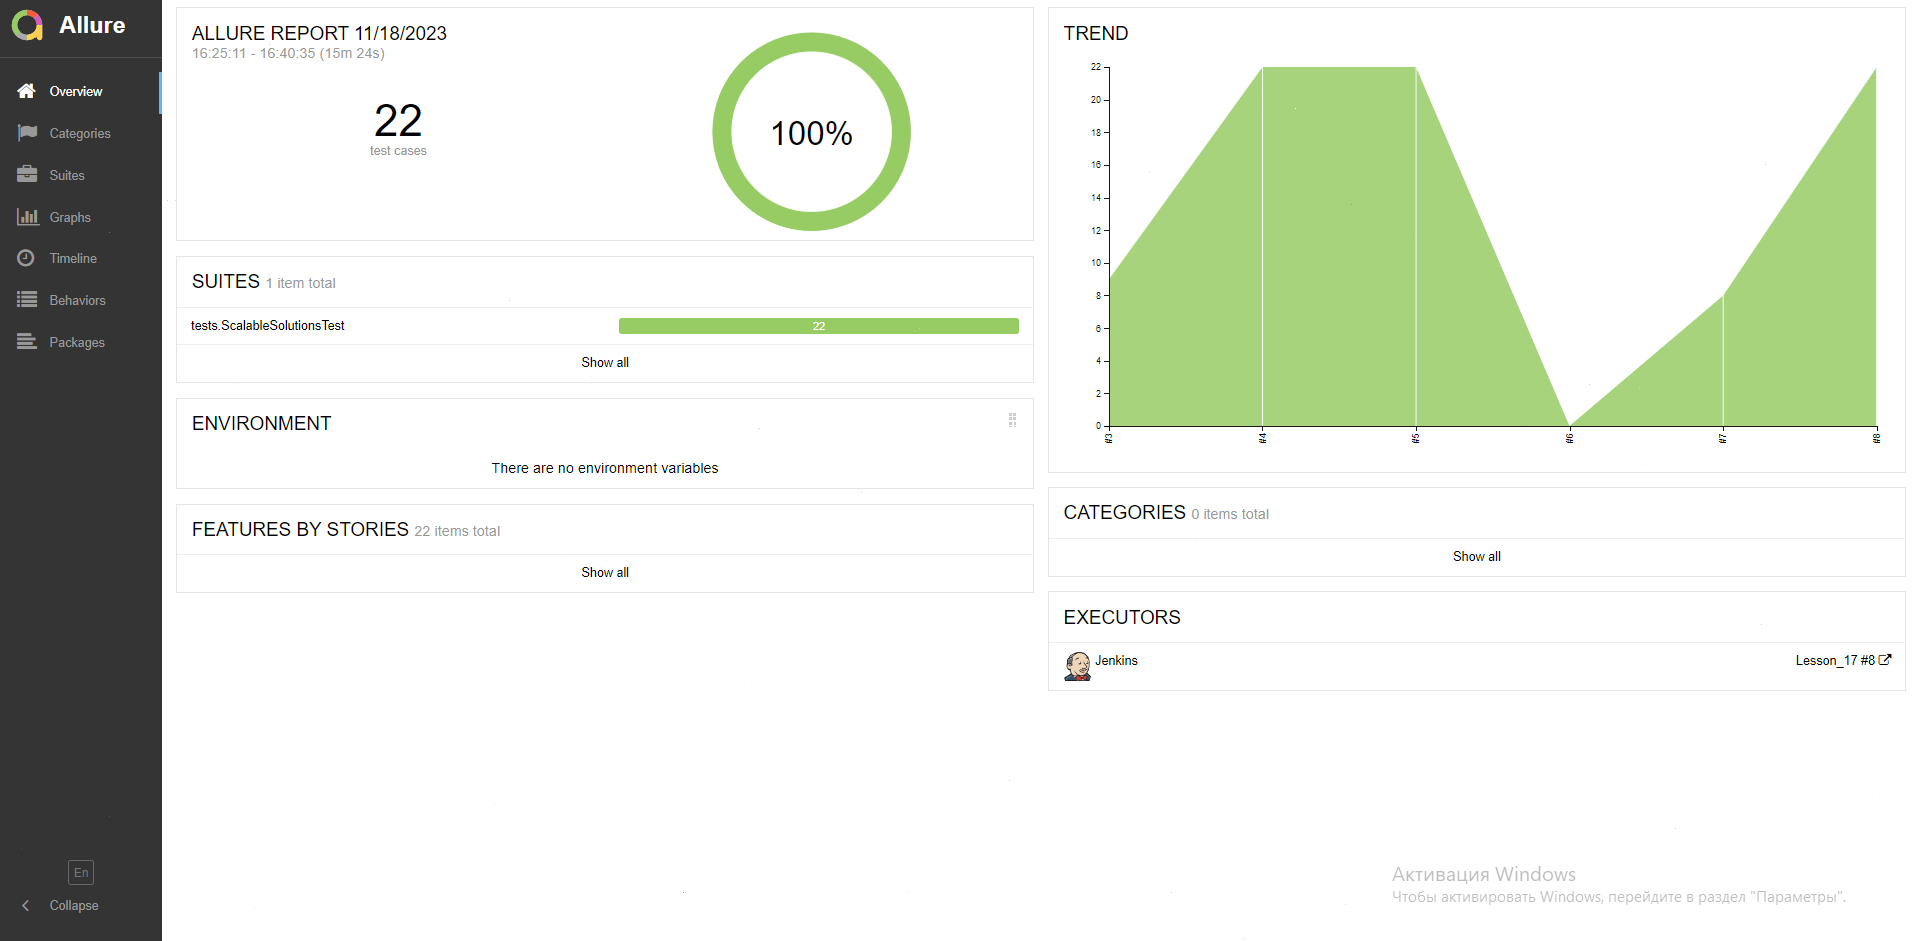 Allure
Overview
Categories
Suites
Graphs
Timeline
Behaviors
Packages
En
Collapse
ALLURE REPORT 11/18/2023
16:25:11 - 16:40:35 (15m 24s)
22
test cases
100%
SUITES 1 item total
tests.ScalableSolutionsTest 22
Show all
ENVIRONMENT
There are no environment variables
FEATURES BY STORIES 22 items total
Show all
TREND
22
20
18
16
14
12
10
8
6
4
2
0
#3 #4 #5 #6 #7 #8
CATEGORIES 0 items total
Show all
EXECUTORS
Jenkins Lesson_17 #8
Активация Windows
Чтобы активировать Windows, перейдите в раздел "Параметры".